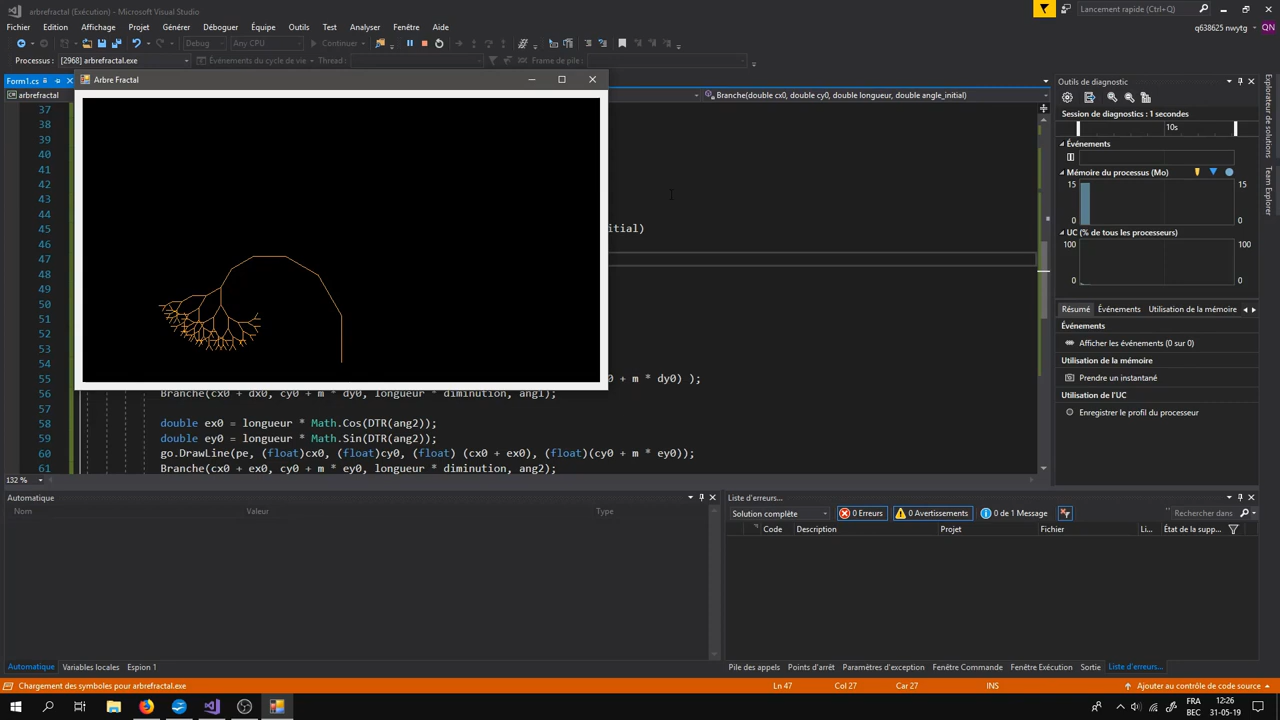 arbrefractal (Exécution) - Microsoft Visual Studio
Lancement rapide (Ctrl+Q)
Fichier Edition Affichage Projet Générer Déboguer Équipe Outils Test Analyser Fenêtre Aide
q638625 nwytg QN
Debug Any CPU Continuer
Processus : [2968] arbrefractal.exe Événements du cycle de vie Thread : Frame de pile :
Form1.cs
Arbre Fractal
arbrefractal
Branche(double cx0, double cy0, double longueur, double angle_initial)
37
38
39
40
41
42
43
44
45 itial)
46
47
48
49
50
51
52
53
54
55 0 + m * dy0) );
56 Branche(cx0 + dx0, cy0 + m * dy0, longueur * diminution, ang1);
57
58 double ex0 = longueur * Math.Cos(DTR(ang2));
59 double ey0 = longueur * Math.Sin(DTR(ang2));
60 go.DrawLine(pe, (float)cx0, (float)cy0, (float) (cx0 + ex0), (float)(cy0 + m * ey0));
61 Branche(cx0 + ex0, cy0 + m * ey0, longueur * diminution, ang2);
132 %
Outils de diagnostic
Session de diagnostics : 1 secondes
10s
Événements
Mémoire du processus (Mo)
15 15
0 0
UC (% de tous les processeurs)
100 100
0 0
Résumé Événements Utilisation de la mémoire
Événements
Afficher les événements (0 sur 0)
Utilisation de la mémoire
Prendre un instantané
Utilisation de l'UC
Enregistrer le profil du processeur
Explorateur de solutions
Team Explorer
Automatique
Nom Valeur Type
Automatique Variables locales Espion 1
Liste d'erreurs...
Solution complète 0 Erreurs 0 Avertissements 0 de 1 Message Rechercher dans
Code Description Projet Fichier Li... État de la supp...
Pile des appels Points d'arrêt Paramètres d'exception Fenêtre Commande Fenêtre Exécution Sortie Liste d'erreurs...
Chargement des symboles pour arbrefractal.exe Ln 47 Col 27 Car 27 INS Ajouter au contrôle de code source
FRA 12:26
BEC 31-05-19